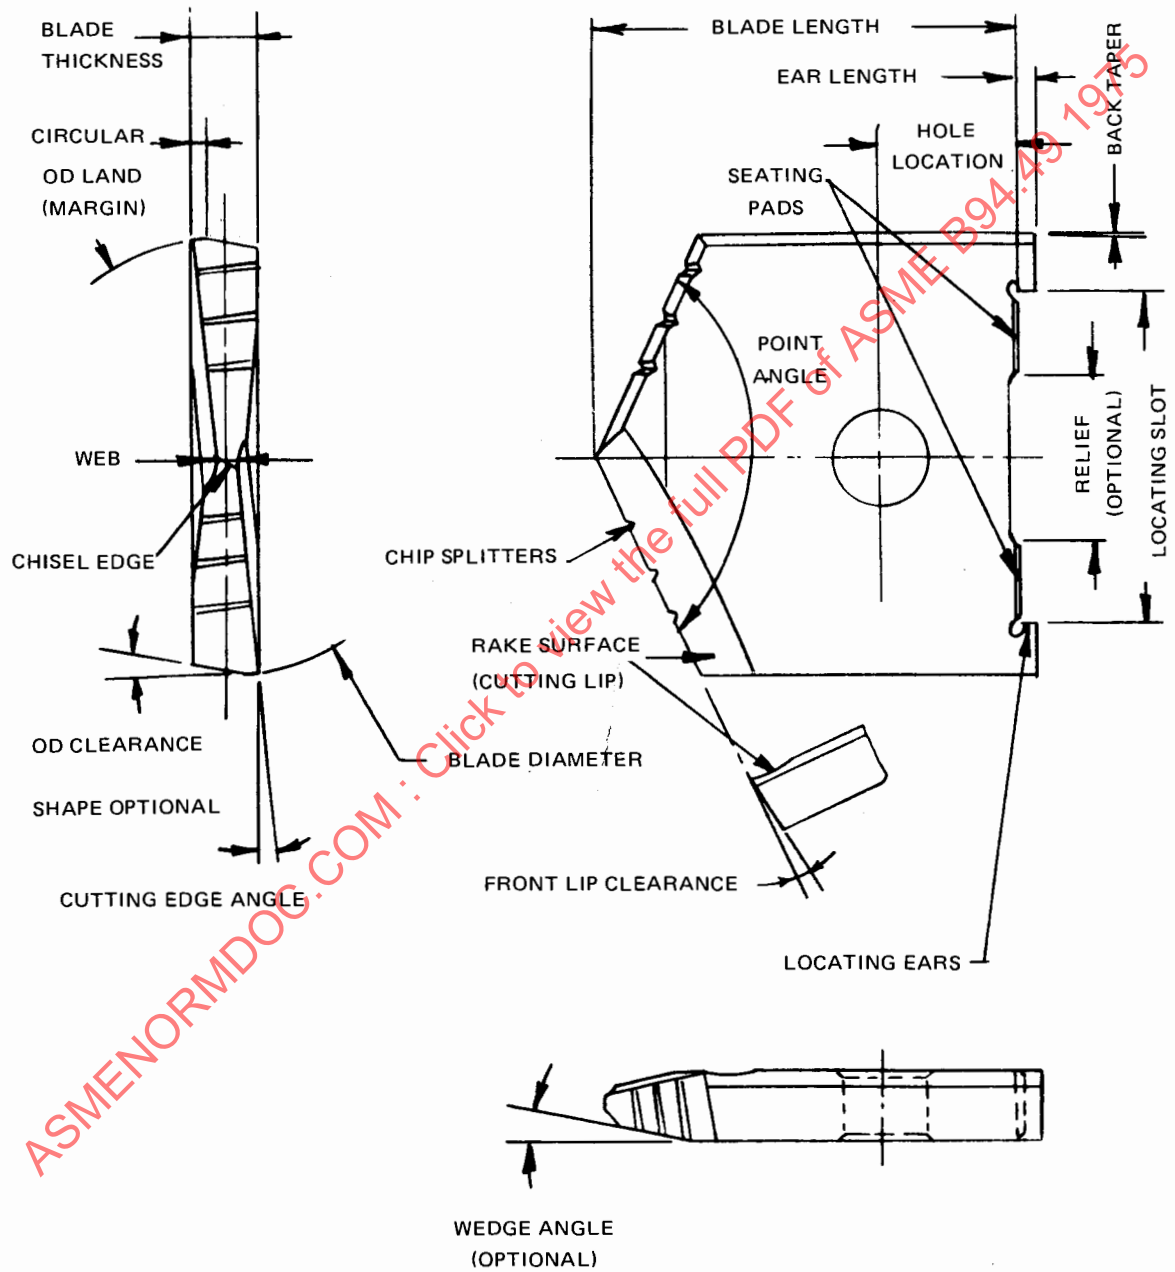 BLADE
THICKNESS
CIRCULAR
OD LAND
(MARGIN)
WEB
CHISEL EDGE
OD CLEARANCE
SHAPE OPTIONAL
CUTTING EDGE ANGLE
BLADE DIAMETER
BLADE LENGTH
EAR LENGTH
HOLE
LOCATION
BACK TAPER
SEATING
PADS
POINT
ANGLE
RELIEF
(OPTIONAL)
LOCATING SLOT
CHIP SPLITTERS
RAKE SURFACE
(CUTTING LIP)
FRONT LIP CLEARANCE
LOCATING EARS
WEDGE ANGLE
(OPTIONAL)
ASMENORMDOC.COM : Click to view the full PDF of ASME B94.49 1975